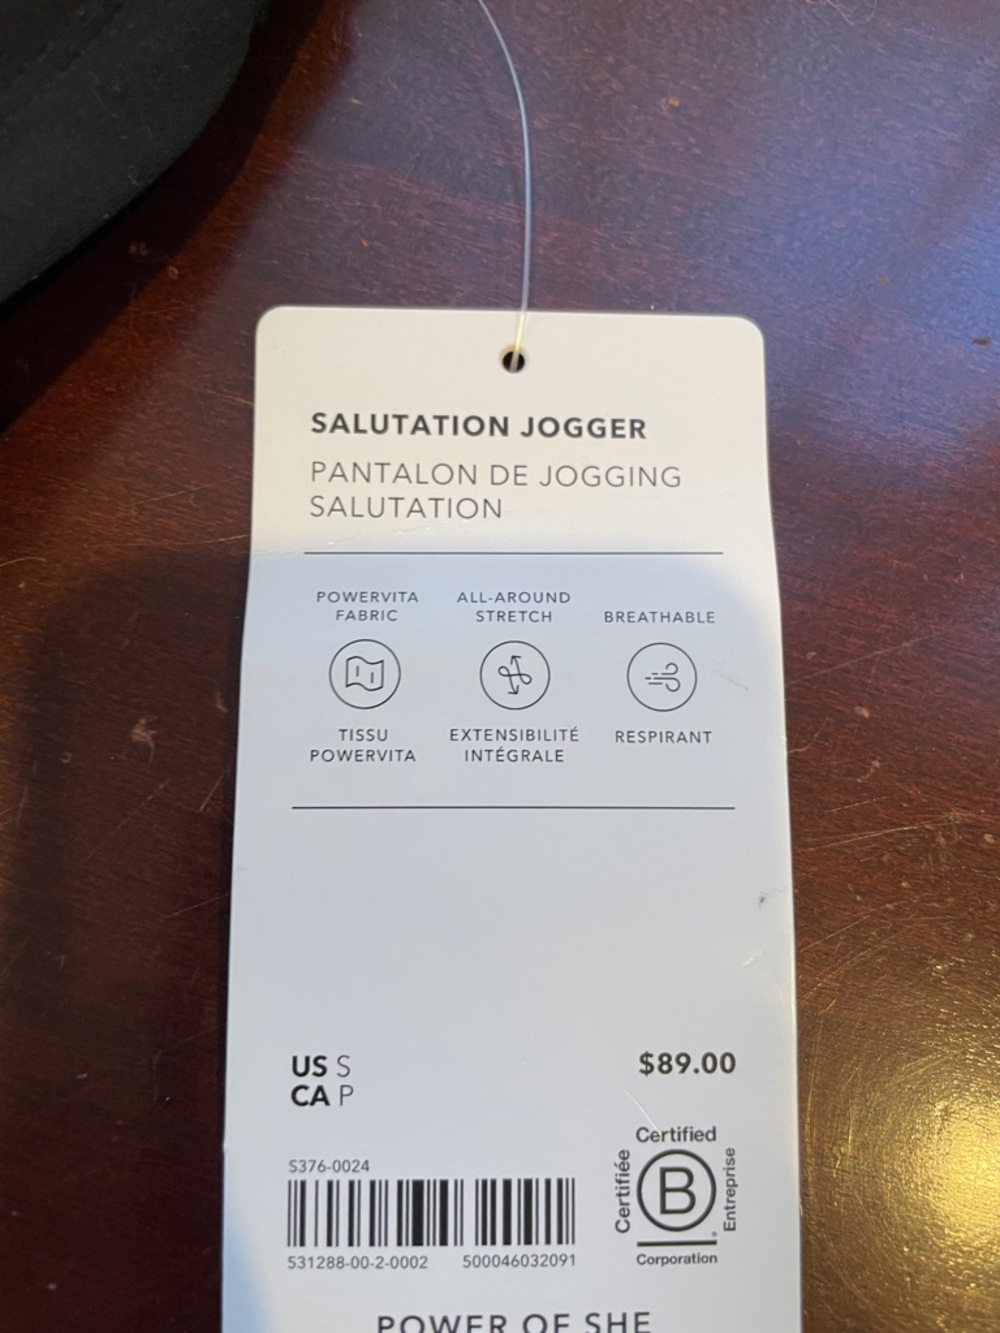 SALUTATION JOGGER
PANTALON DE JOGGING
SALUTATION
POWERVITA
FABRIC
ALL-AROUND
STRETCH
BREATHABLE
TISSU
POWERVITA
EXTENSIBILITÉ
INTÉGRALE
RESPIRANT
US S
CA P
$89.00
S376-0024
531288-00-2-0002 500046032091
Certified
Certifiée
B
Entreprise
Corporation
POWER OF SHE